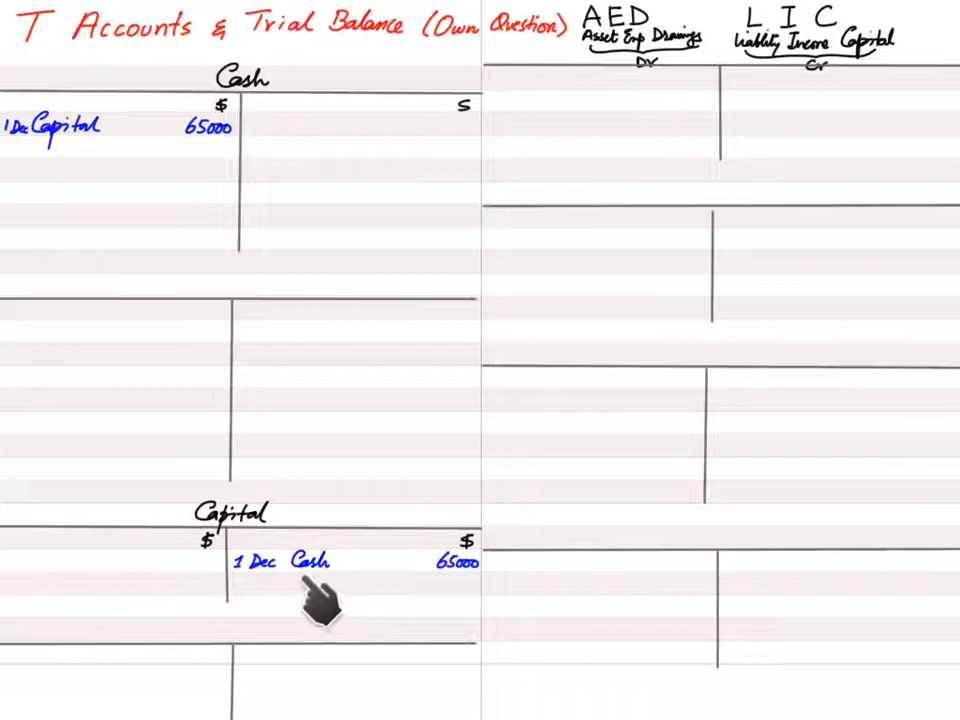 T Accounts & Trial Balance (Own Question)
AED LIC
Asset Exp Drawings Liablity Income Capital
Dr Cr
Cash
$ $
1 Dec Capital 65000
Capital
$ $
1 Dec Cash 65000